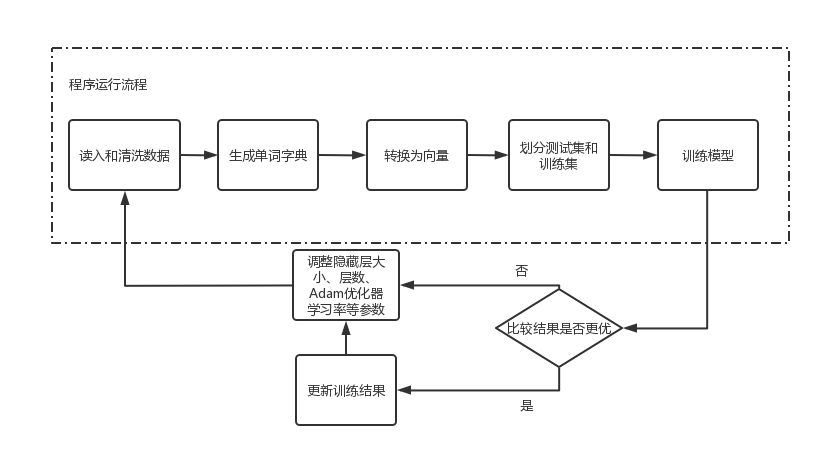 程序运行流程
读入和清洗数据
生成单词字典
转换为向量
划分测试集和
训练集
训练模型
调整隐藏层大
小、层数、
Adam优化器
学习率等参数
否
比较结果是否更优
更新训练结果
是